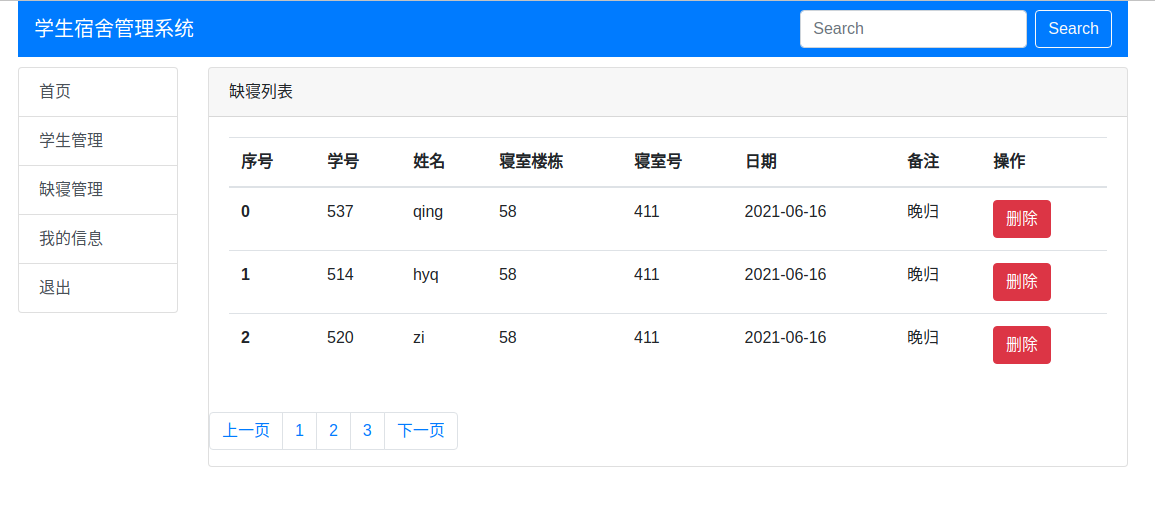 学生宿舍管理系统 Search Search
首页
学生管理
缺寝管理
我的信息
退出
缺寝列表
序号 学号 姓名 寝室楼栋 寝室号 日期 备注 操作
0 537 qing 58 411 2021-06-16 晚归 删除
1 514 hyq 58 411 2021-06-16 晚归 删除
2 520 zi 58 411 2021-06-16 晚归 删除
上一页 1 2 3 下一页